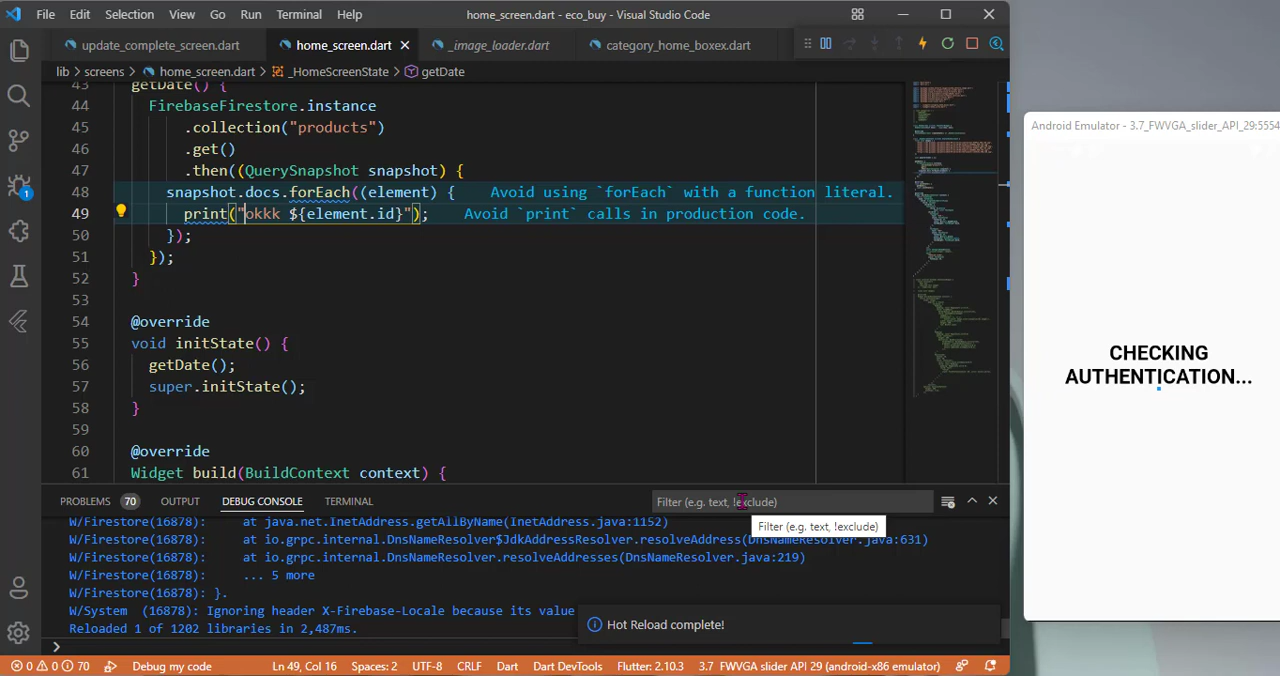 File Edit Selection View Go Run Terminal Help home_screen.dart - eco_buy - Visual Studio Code
update_complete_screen.dart home_screen.dart _image_loader.dart category_home_boxex.dart
lib > screens > home_screen.dart > _HomeScreenState > getDate
43 getDate() {
44 FirebaseFirestore.instance
45 .collection("products")
46 .get()
47 .then((QuerySnapshot snapshot) {
48 snapshot.docs.forEach((element) { Avoid using `forEach` with a function literal.
49 print("okkk ${element.id}"); Avoid `print` calls in production code.
50 });
51 });
52 }
53
54 @override
55 void initState() {
56 getDate();
57 super.initState();
58 }
59
60 @override
61 Widget build(BuildContext context) {
PROBLEMS 70 OUTPUT DEBUG CONSOLE TERMINAL Filter (e.g. text, !exclude)
Filter (e.g. text, !exclude)
W/Firestore(16878): at java.net.InetAddress.getAllByName(InetAddress.java:1152)
W/Firestore(16878): at io.grpc.internal.DnsNameResolver$JdkAddressResolver.resolveAddress(DnsNameResolver.java:631)
W/Firestore(16878): at io.grpc.internal.DnsNameResolver.resolveAddresses(DnsNameResolver.java:219)
W/Firestore(16878): ... 5 more
W/Firestore(16878): }.
W/System (16878): Ignoring header X-Firebase-Locale because its value
Reloaded 1 of 1202 libraries in 2,487ms.
Hot Reload complete!
>
0 0 70 Debug my code Ln 49, Col 16 Spaces: 2 UTF-8 CRLF Dart Dart DevTools Flutter: 2.10.3 3.7 FWVGA slider API 29 (android-x86 emulator)
1
Android Emulator - 3.7_FWVGA_slider_API_29:5554
CHECKING
AUTHENTICATION...